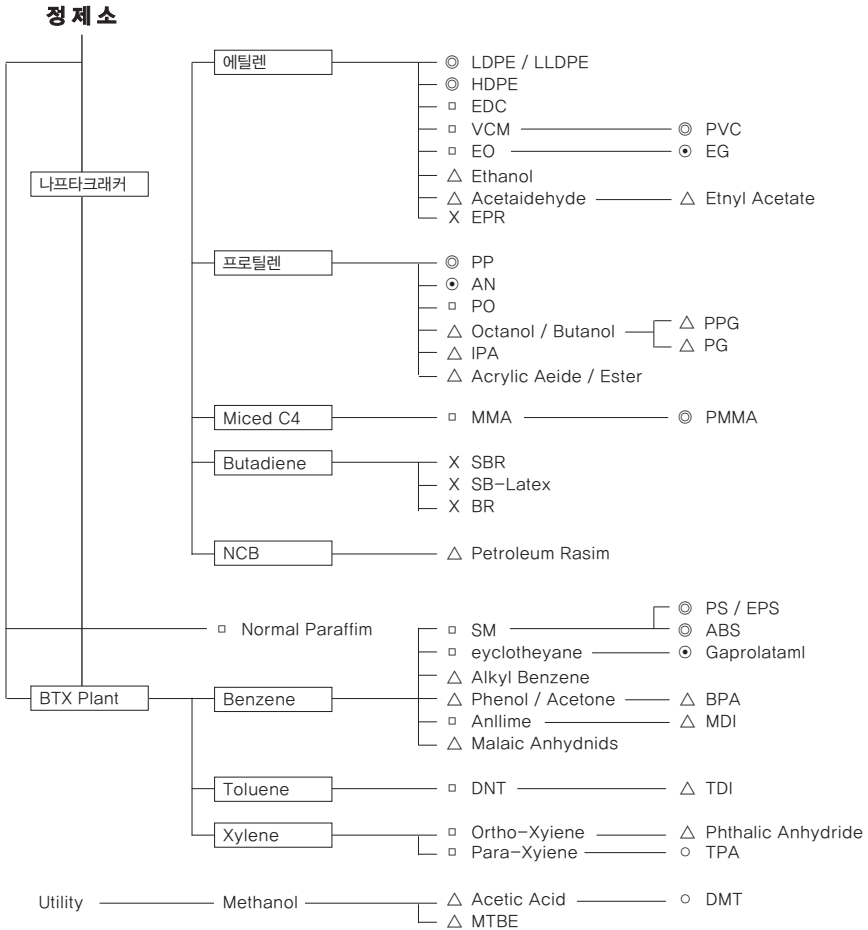 정 제 소
에틸렌
◎ LDPE / LLDPE
◎ HDPE
□ EDC
□ VCM ◎ PVC
□ EO ⊙ EG
나프타크래커
△ Ethanol
△ Acetaidehyde △ Etnyl Acetate
X EPR
프로틸렌
◎ PP
⊙ AN
□ PO
△ Octanol / Butanol
△ PPG
△ PG
△ IPA
△ Acrylic Aeide / Ester
Miced C4 □ MMA ◎ PMMA
Butadiene X SBR
X SB-Latex
X BR
NCB △ Petroleum Rasim
◎ PS / EPS
□ Normal Paraffim □ SM ◎ ABS
□ eyclotheyane ⊙ Gaprolataml
△ Alkyl Benzene
BTX Plant Benzene △ Phenol / Acetone △ BPA
□ Anllime △ MDI
△ Malaic Anhydnids
Toluene □ DNT △ TDI
Xylene □ Ortho-Xyiene △ Phthalic Anhydride
□ Para-Xyiene ○ TPA
Utility Methanol △ Acetic Acid ○ DMT
△ MTBE